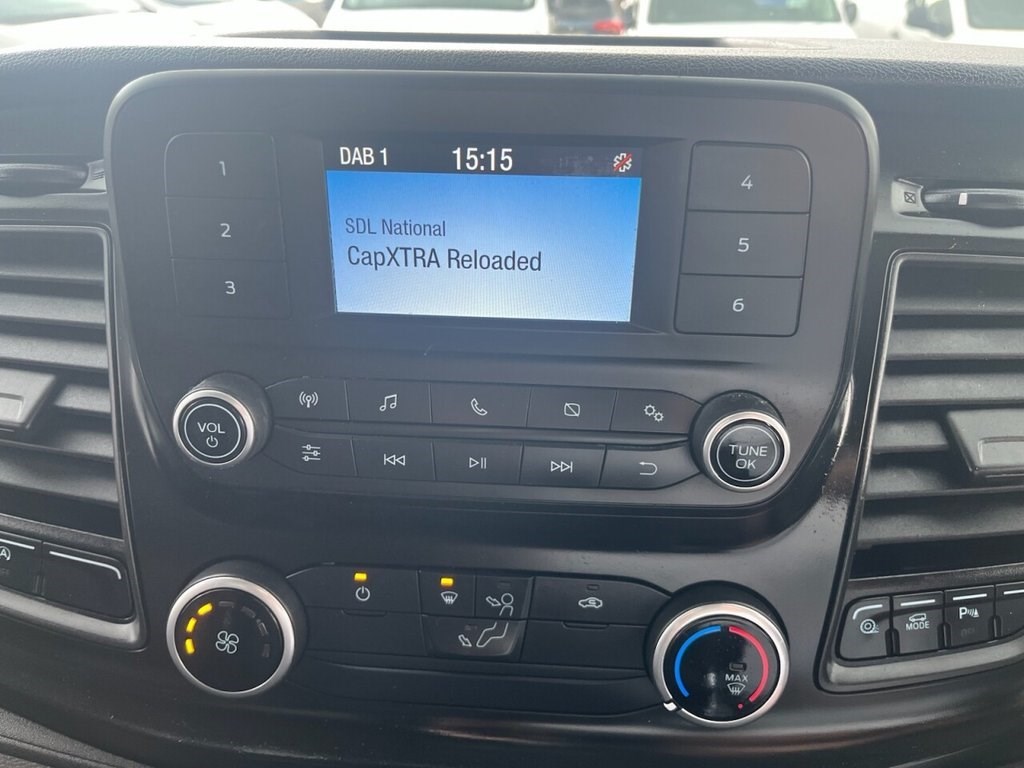 DAB 1 15:15
SDL National
CapXTRA Reloaded
1
2
3
4
5
6
VOL
TUNE
OK
MAX
A
MODE
P
OFF